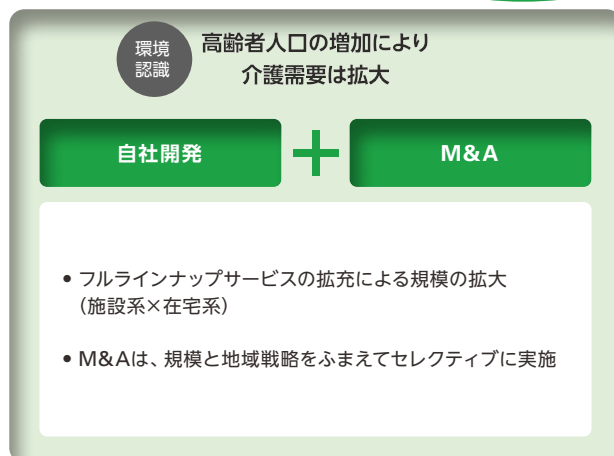 環境
認識
高齢者人口の増加により
介護需要は拡大
自社開発
+
M&A
• フルラインナップサービスの拡充による規模の拡大
(施設系×在宅系)
• M&Aは、規模と地域戦略をふまえてセレクティブに実施